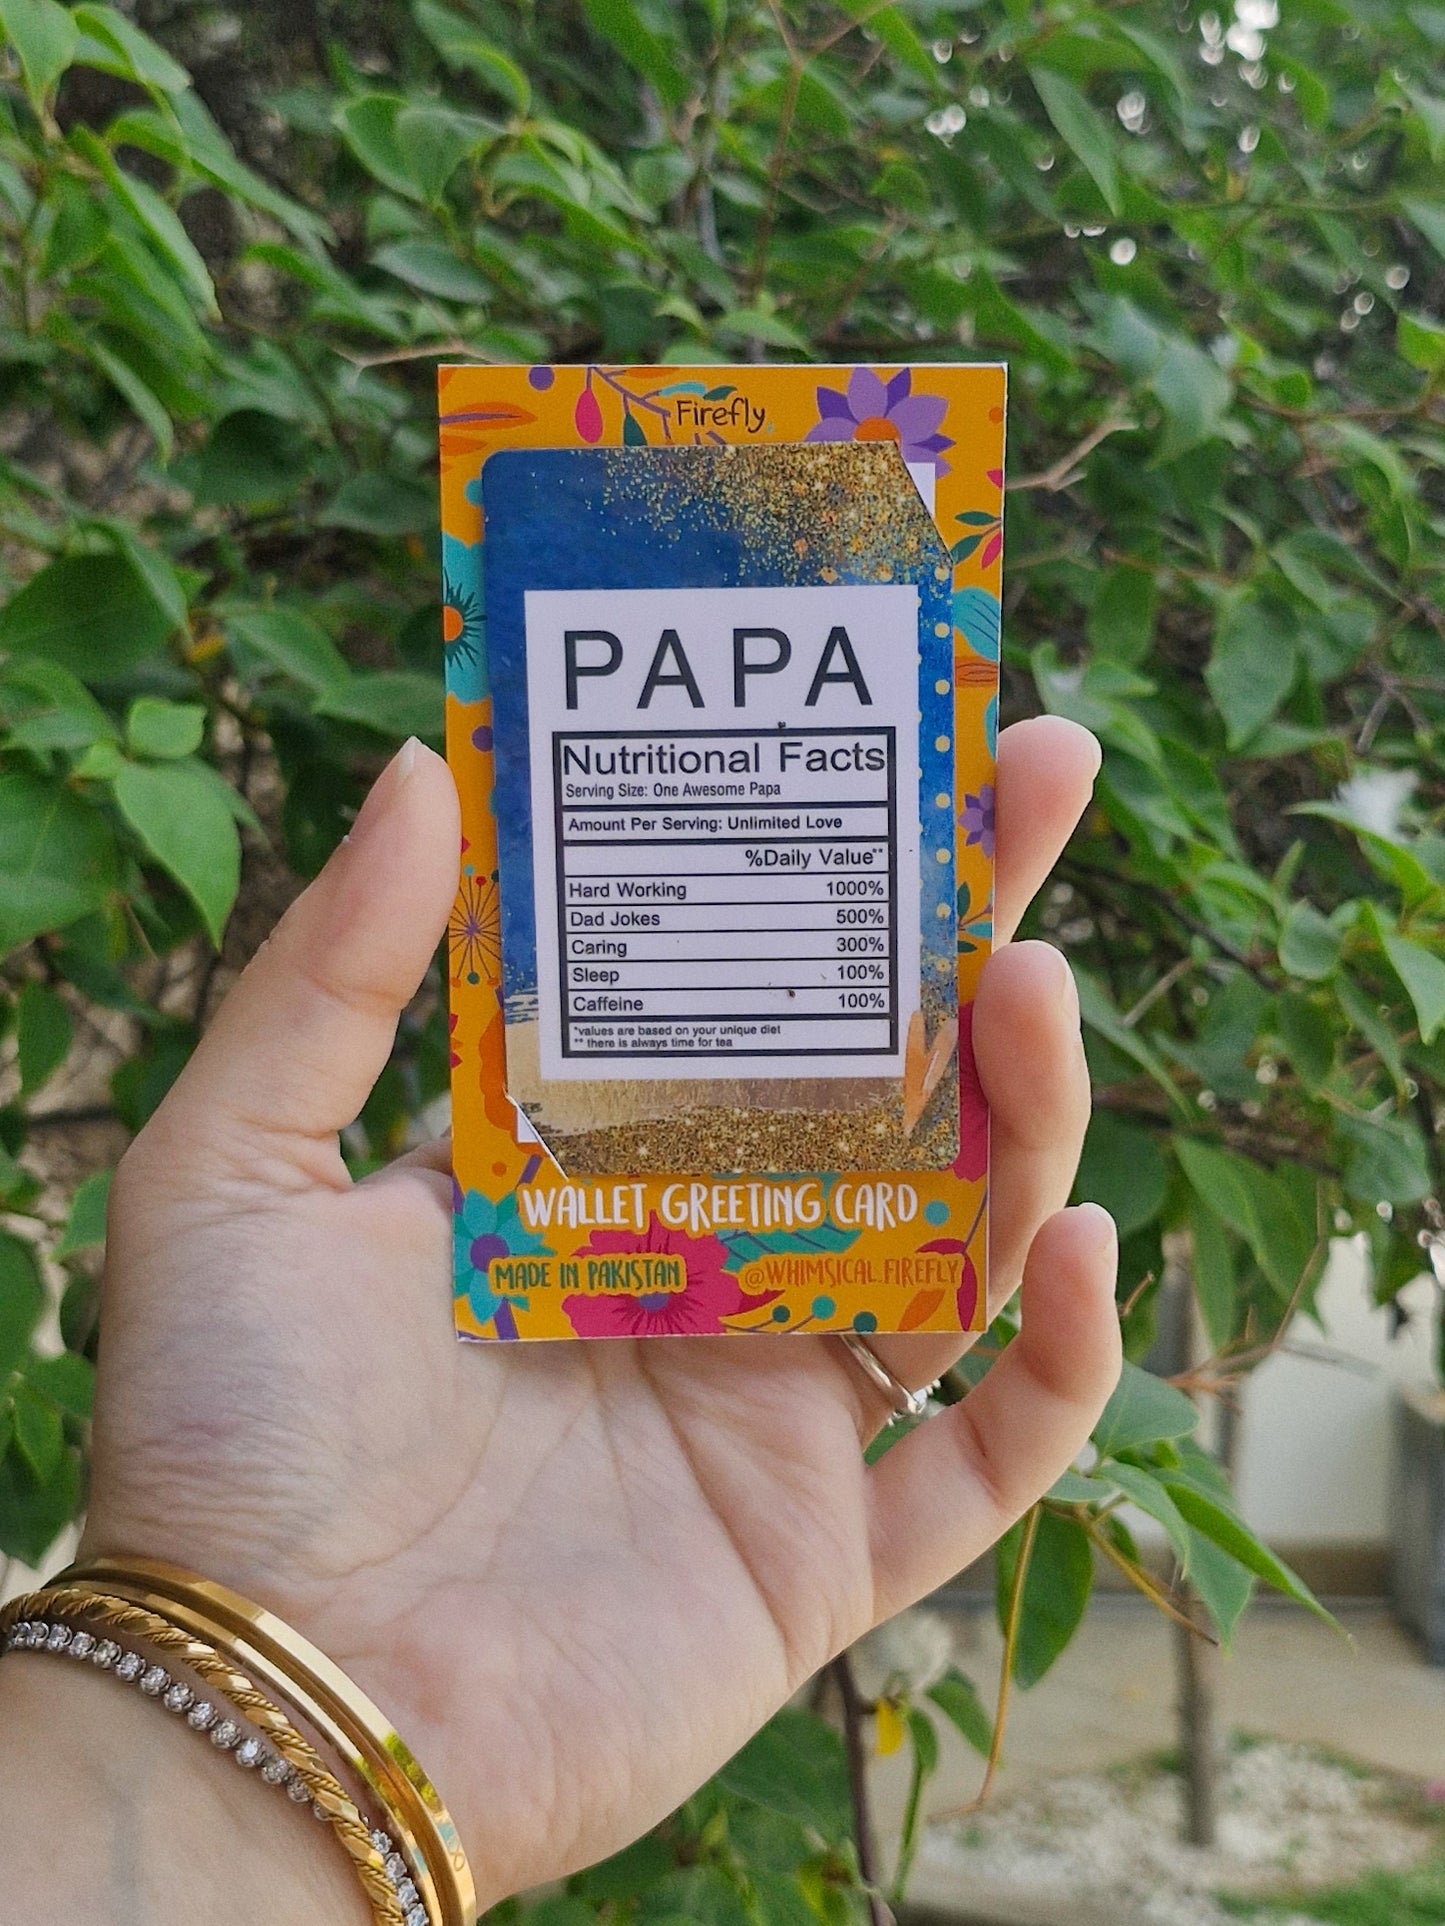 Firefly
PAPA
Nutritional Facts
Serving Size: One Awesome Papa
Amount Per Serving: Unlimited Love
%Daily Value**
Hard Working 1000%
Dad Jokes 500%
Caring 300%
Sleep 100%
Caffeine 100%
*values are based on your unique diet
** there is always time for tea
WALLET GREETING CARD
MADE IN PAKISTAN @WHIMSICAL.FIREFLY